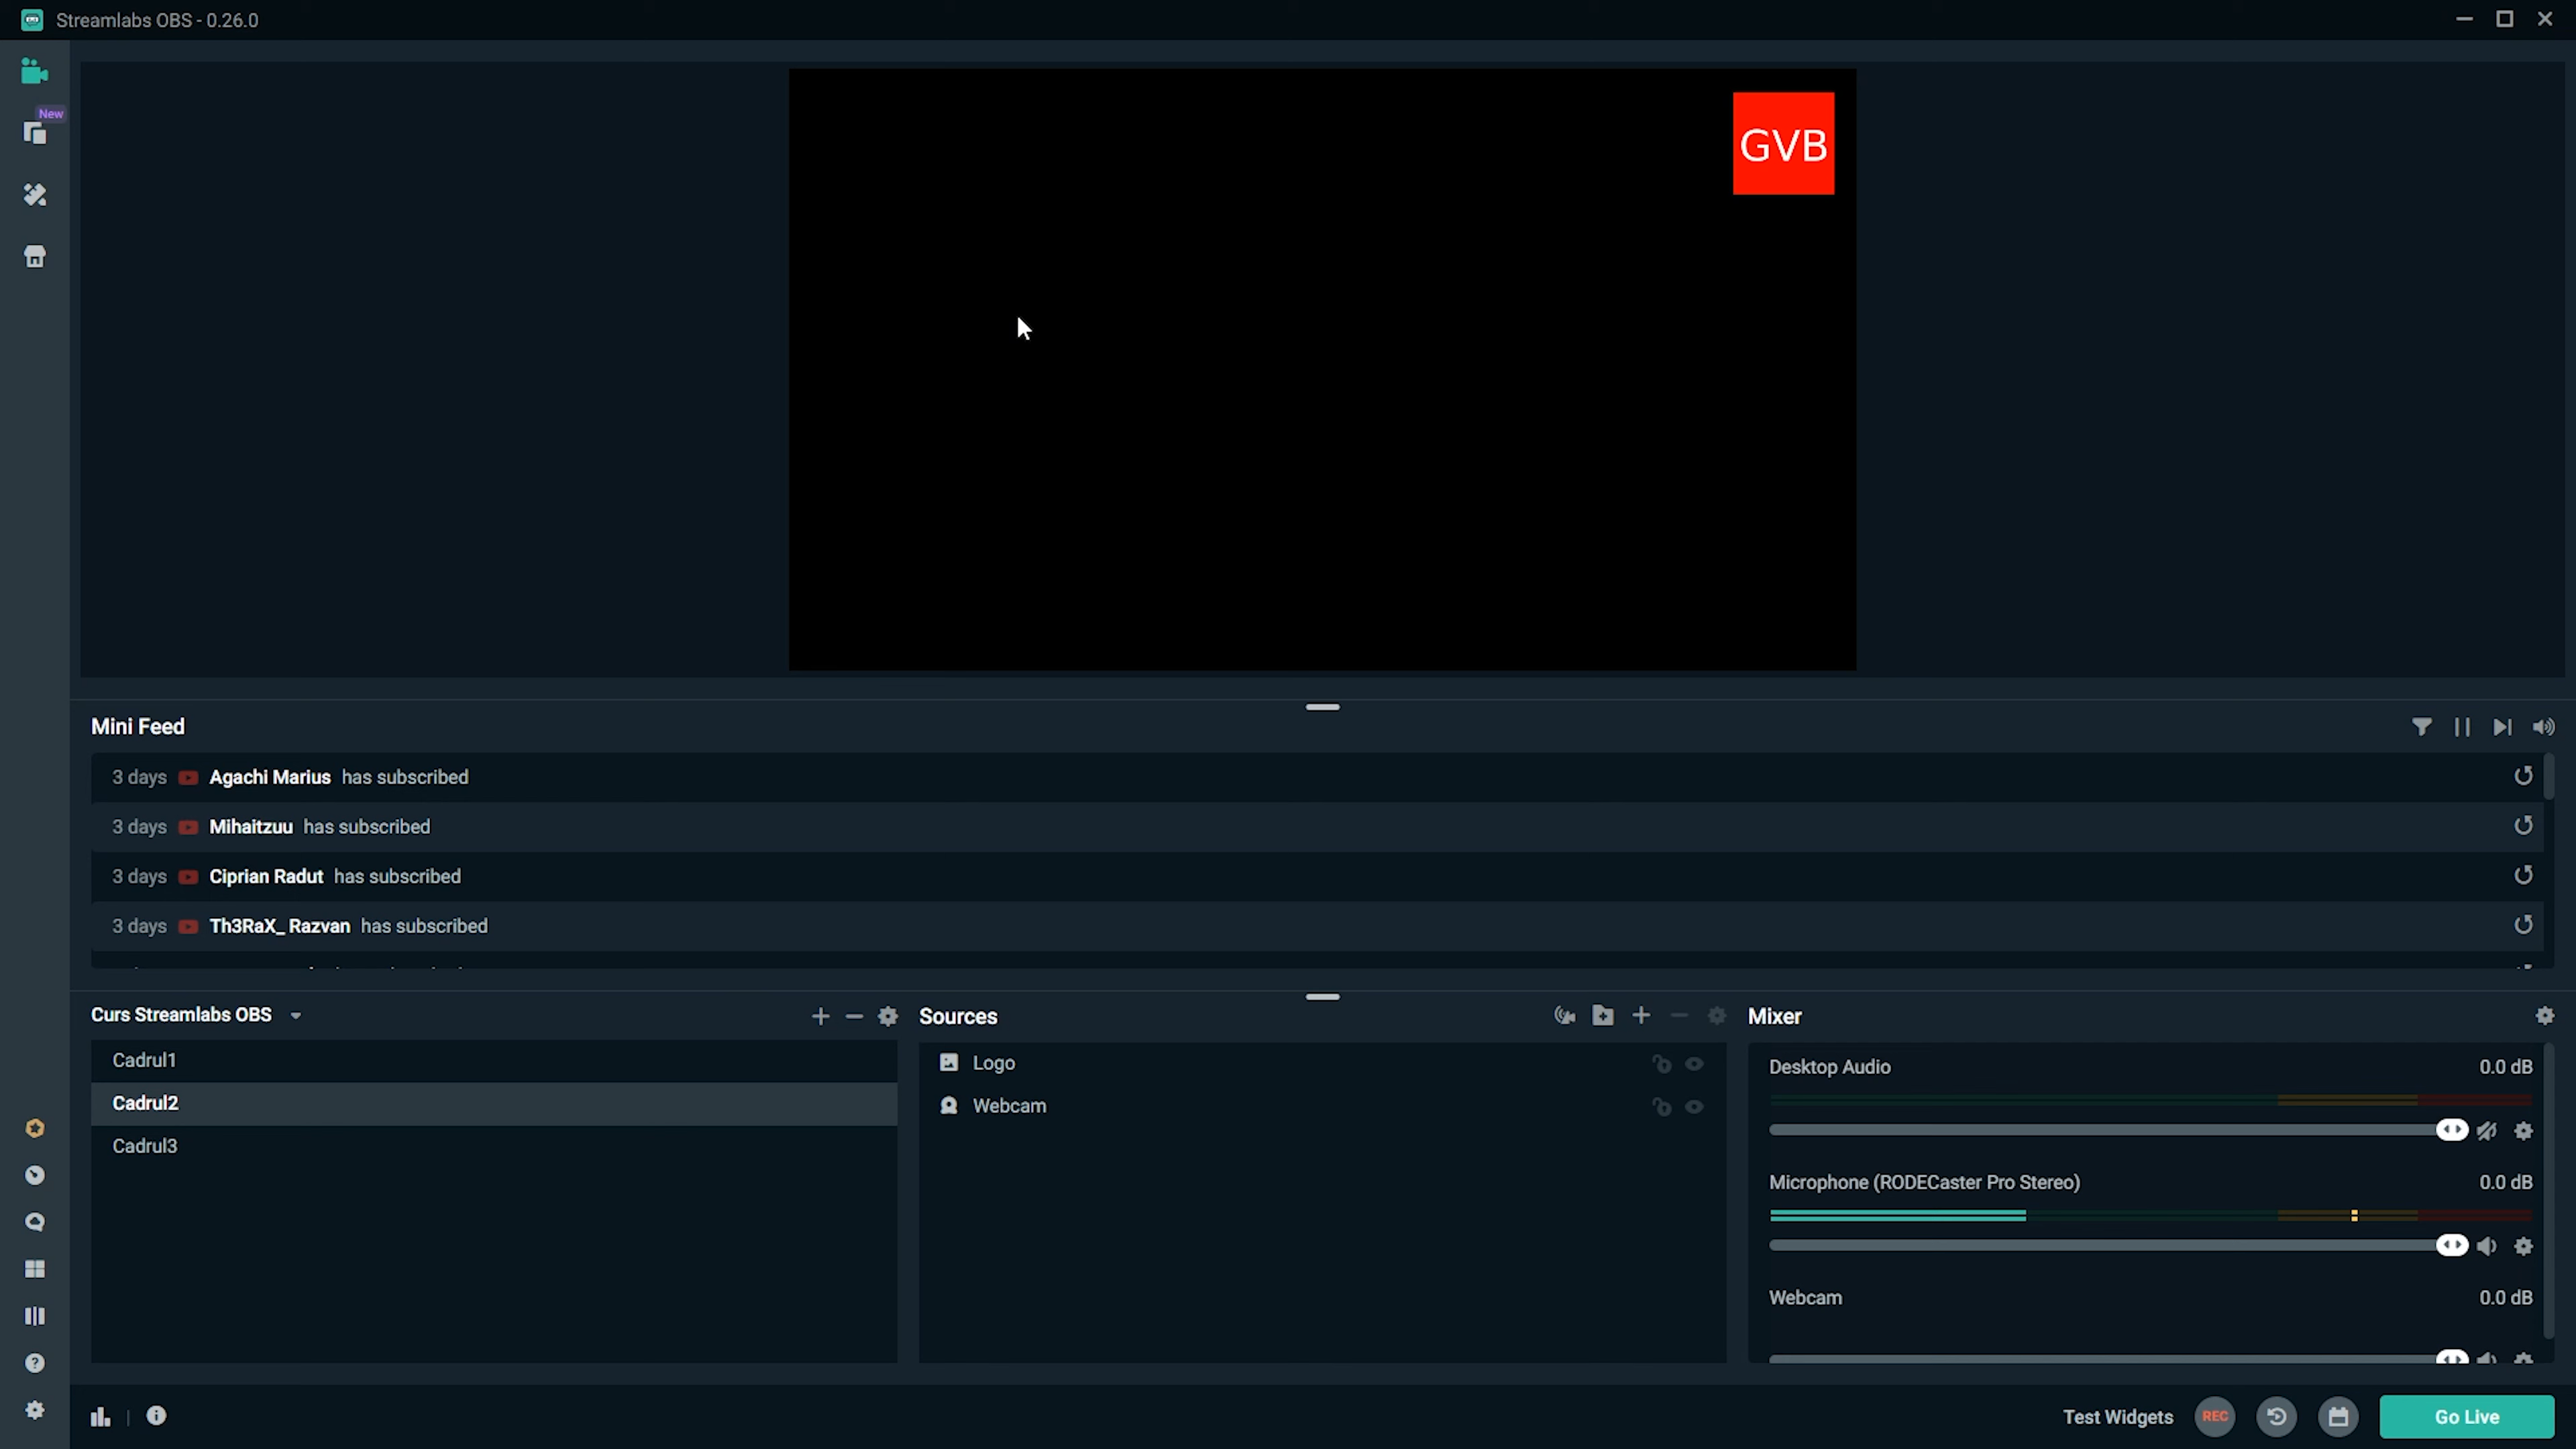 Streamlabs OBS - 0.26.0
New
GVB
Mini Feed
3 days Agachi Marius has subscribed
3 days Mihaitzuu has subscribed
3 days Ciprian Radut has subscribed
3 days Th3RaX_ Razvan has subscribed
Curs Streamlabs OBS
Cadrul1
Cadrul2
Cadrul3
Sources
Logo
Webcam
Mixer
Desktop Audio 0.0 dB
Microphone (RODECaster Pro Stereo) 0.0 dB
Webcam 0.0 dB
Test Widgets REC Go Live